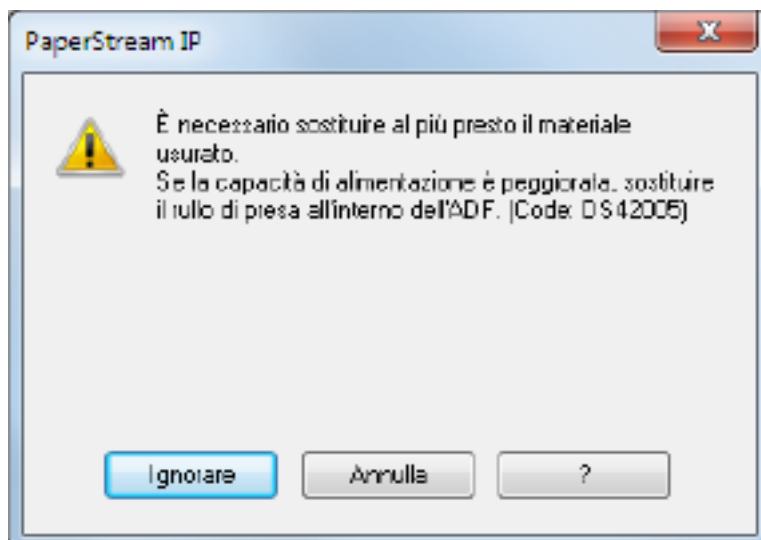 PaperStream IP
È necessario sostituire al più presto il materiale
usurato.
Se la capacità di alimentazione è peggiorata, sostituire
il rullo di presa all'interno dell'ADF. (Code: DS42005)
Ignorare Annulla ?